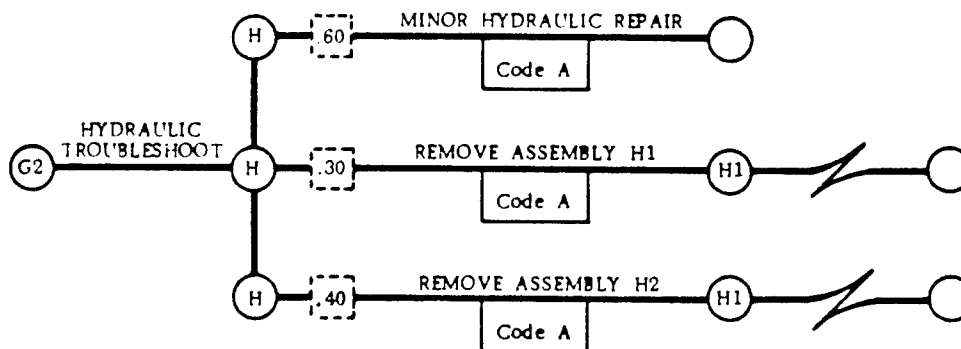 H .60 MINOR HYDRAULIC REPAIR
Code A
HYDRAULIC
TROUBLESHOOT
G2 H .30 REMOVE ASSEMBLY H1 H1
Code A
H .40 REMOVE ASSEMBLY H2 H1
Code A